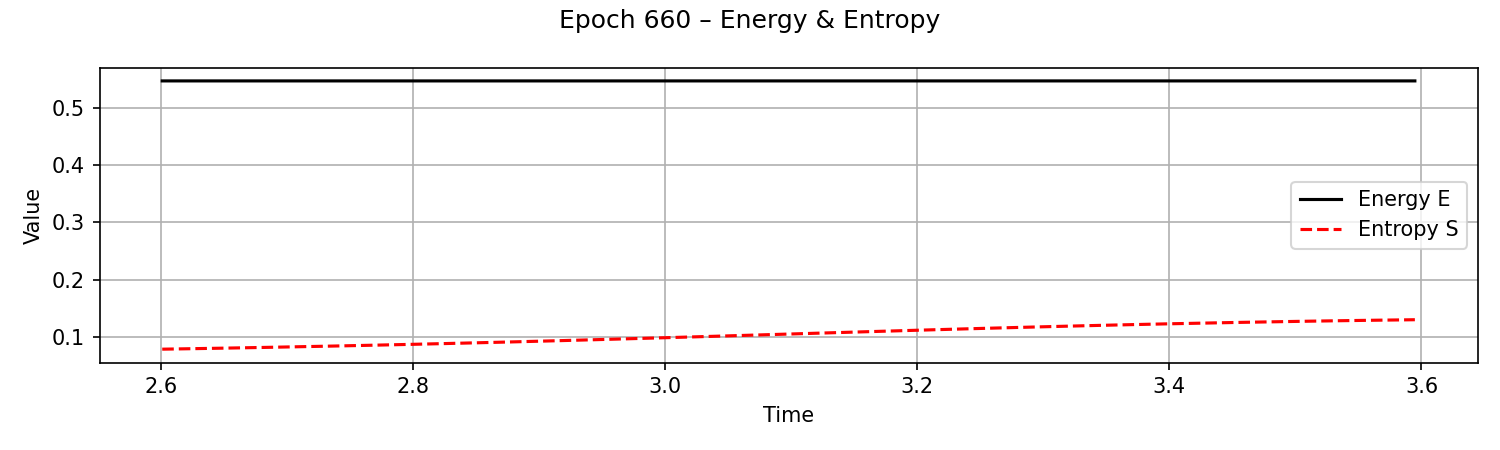 Epoch 660 – Energy & Entropy
Value
0.5
0.4
0.3
0.2
0.1
Energy E
Entropy S
2.6 2.8 3.0 3.2 3.4 3.6
Time